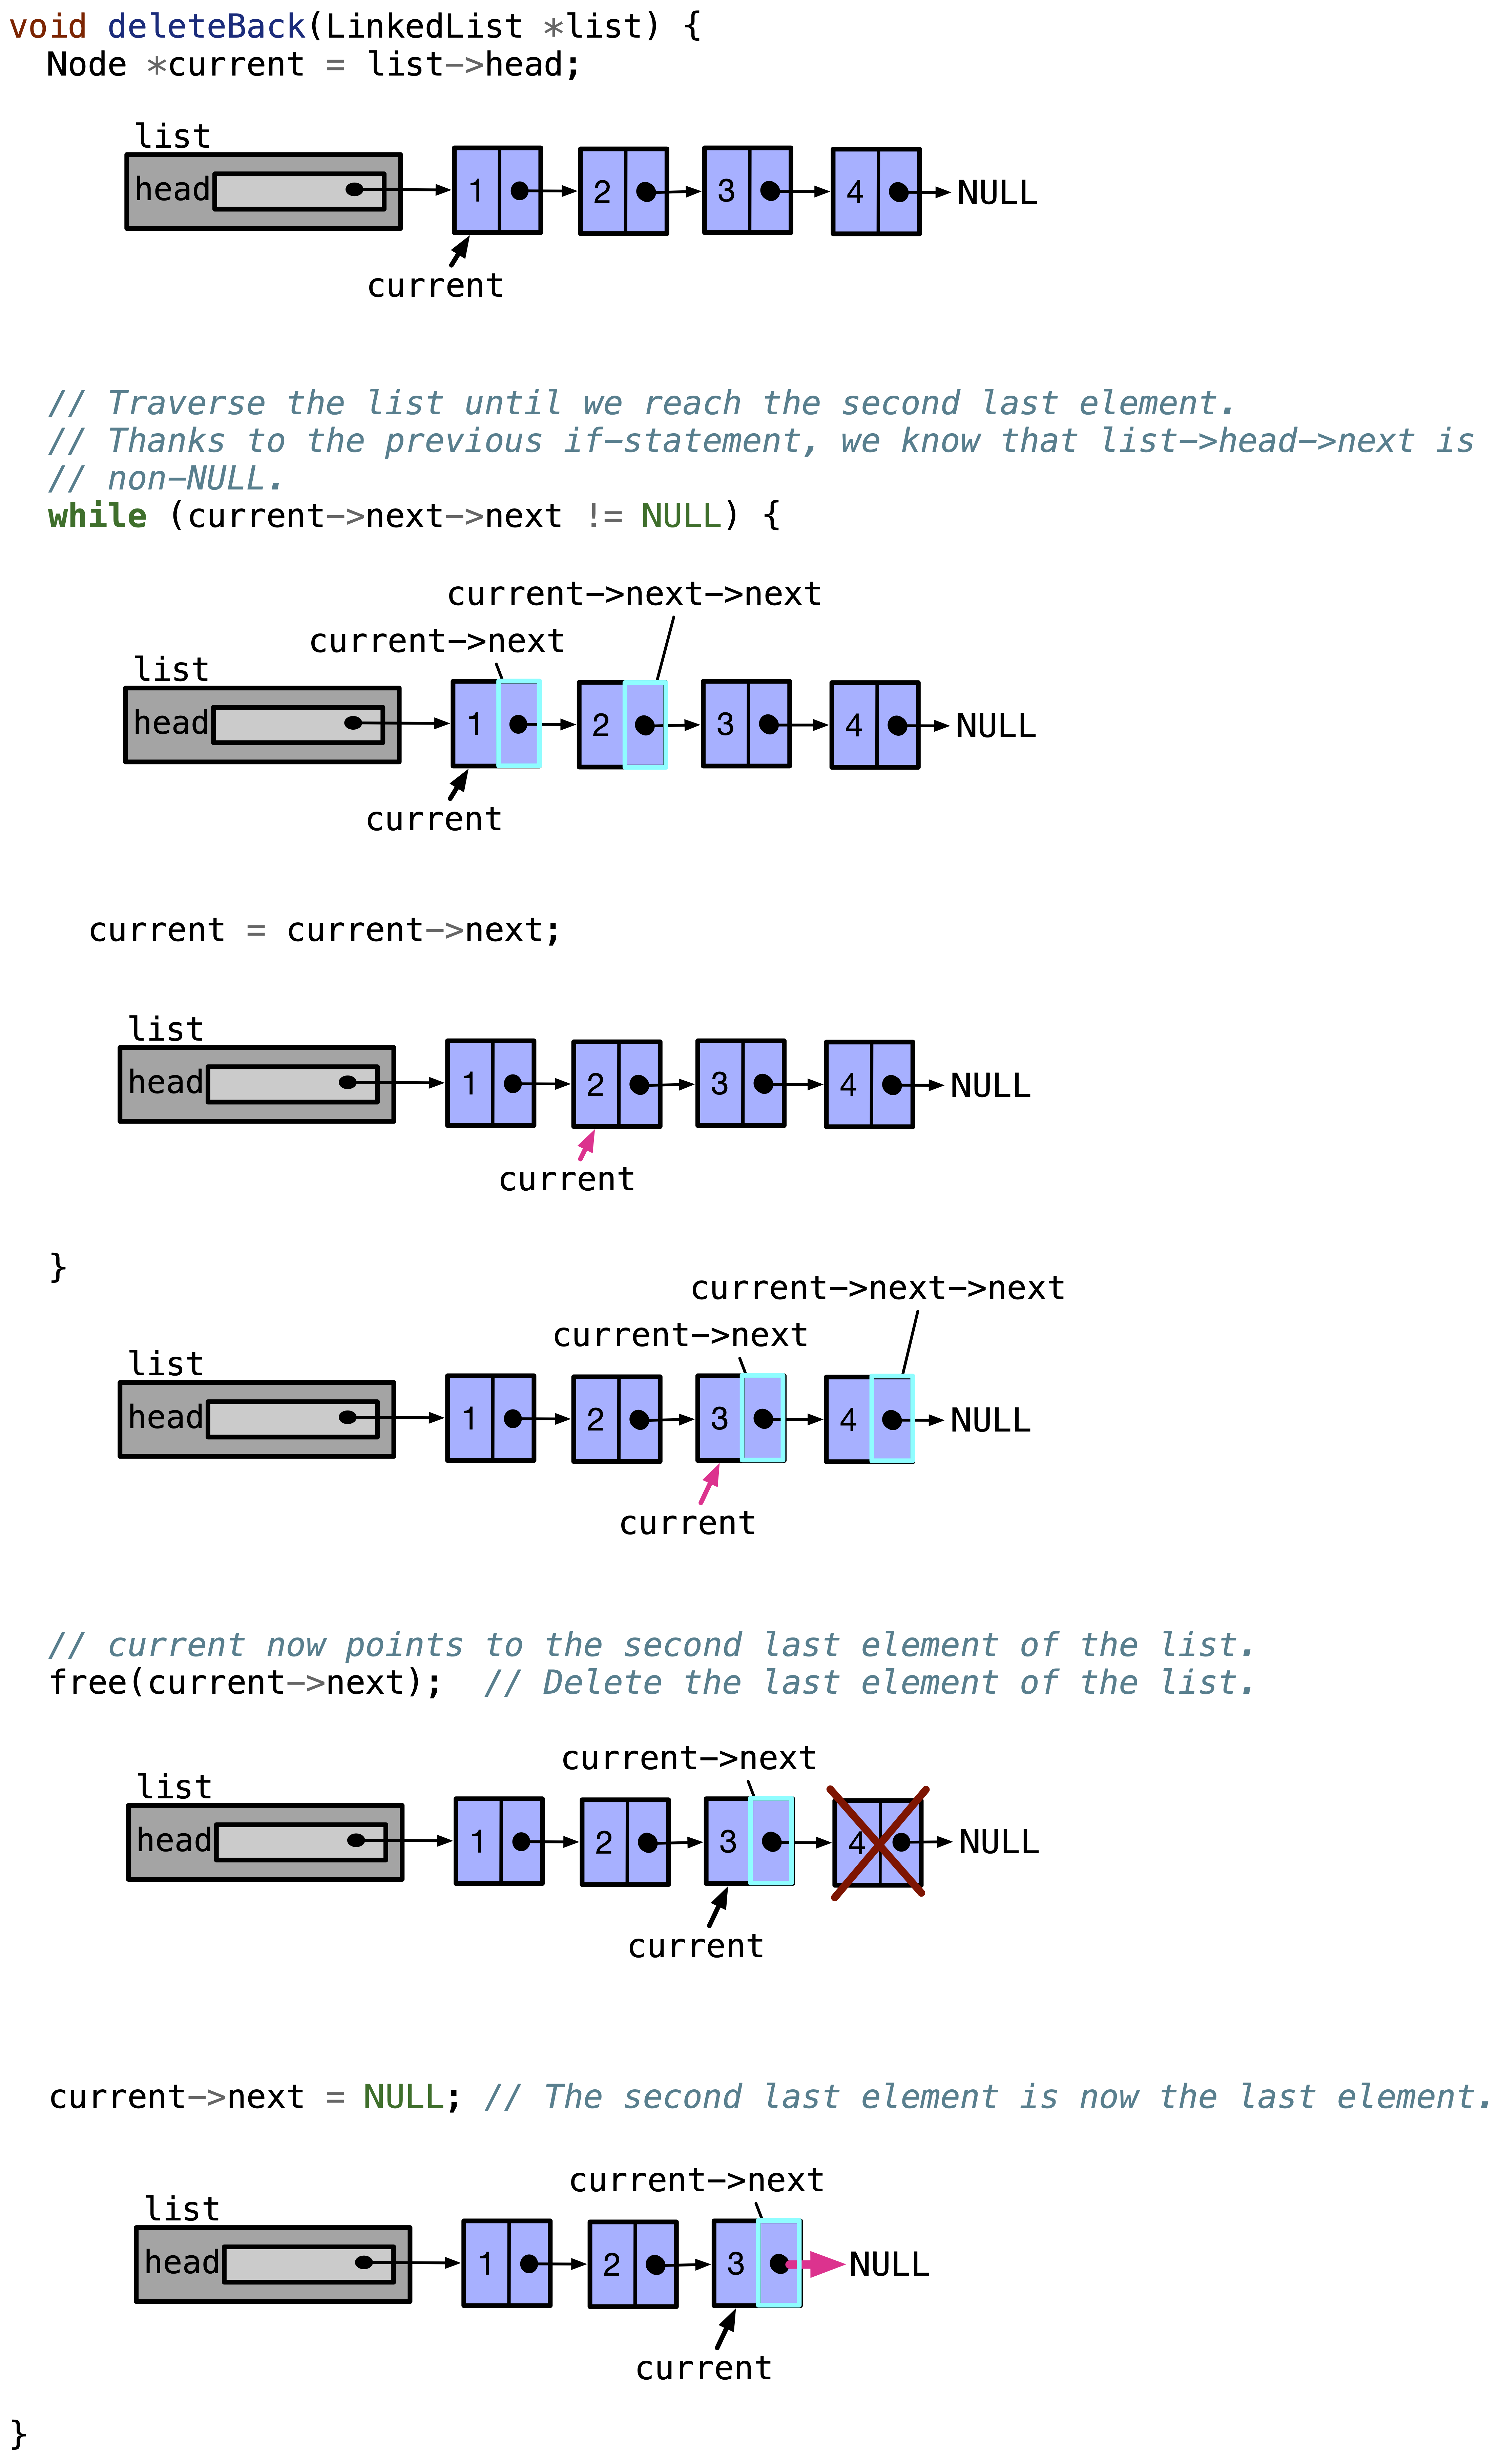 void deleteBack(LinkedList *list) {
Node *current = list->head;
list
head 1 2 3 4 NULL
current
// Traverse the list until we reach the second last element.
// Thanks to the previous if-statement, we know that list->head->next is
// non-NULL.
while (current->next->next != NULL) {
current->next->next
current->next
list
head 1 2 3 4 NULL
current
current = current->next;
list
head 1 2 3 4 NULL
current
}
current->next->next
current->next
list
head 1 2 3 4 NULL
current
// current now points to the second last element of the list.
free(current->next); // Delete the last element of the list.
current->next
list
head 1 2 3 4 NULL
current
current->next = NULL; // The second last element is now the last element.
current->next
list
head 1 2 3 NULL
current
}